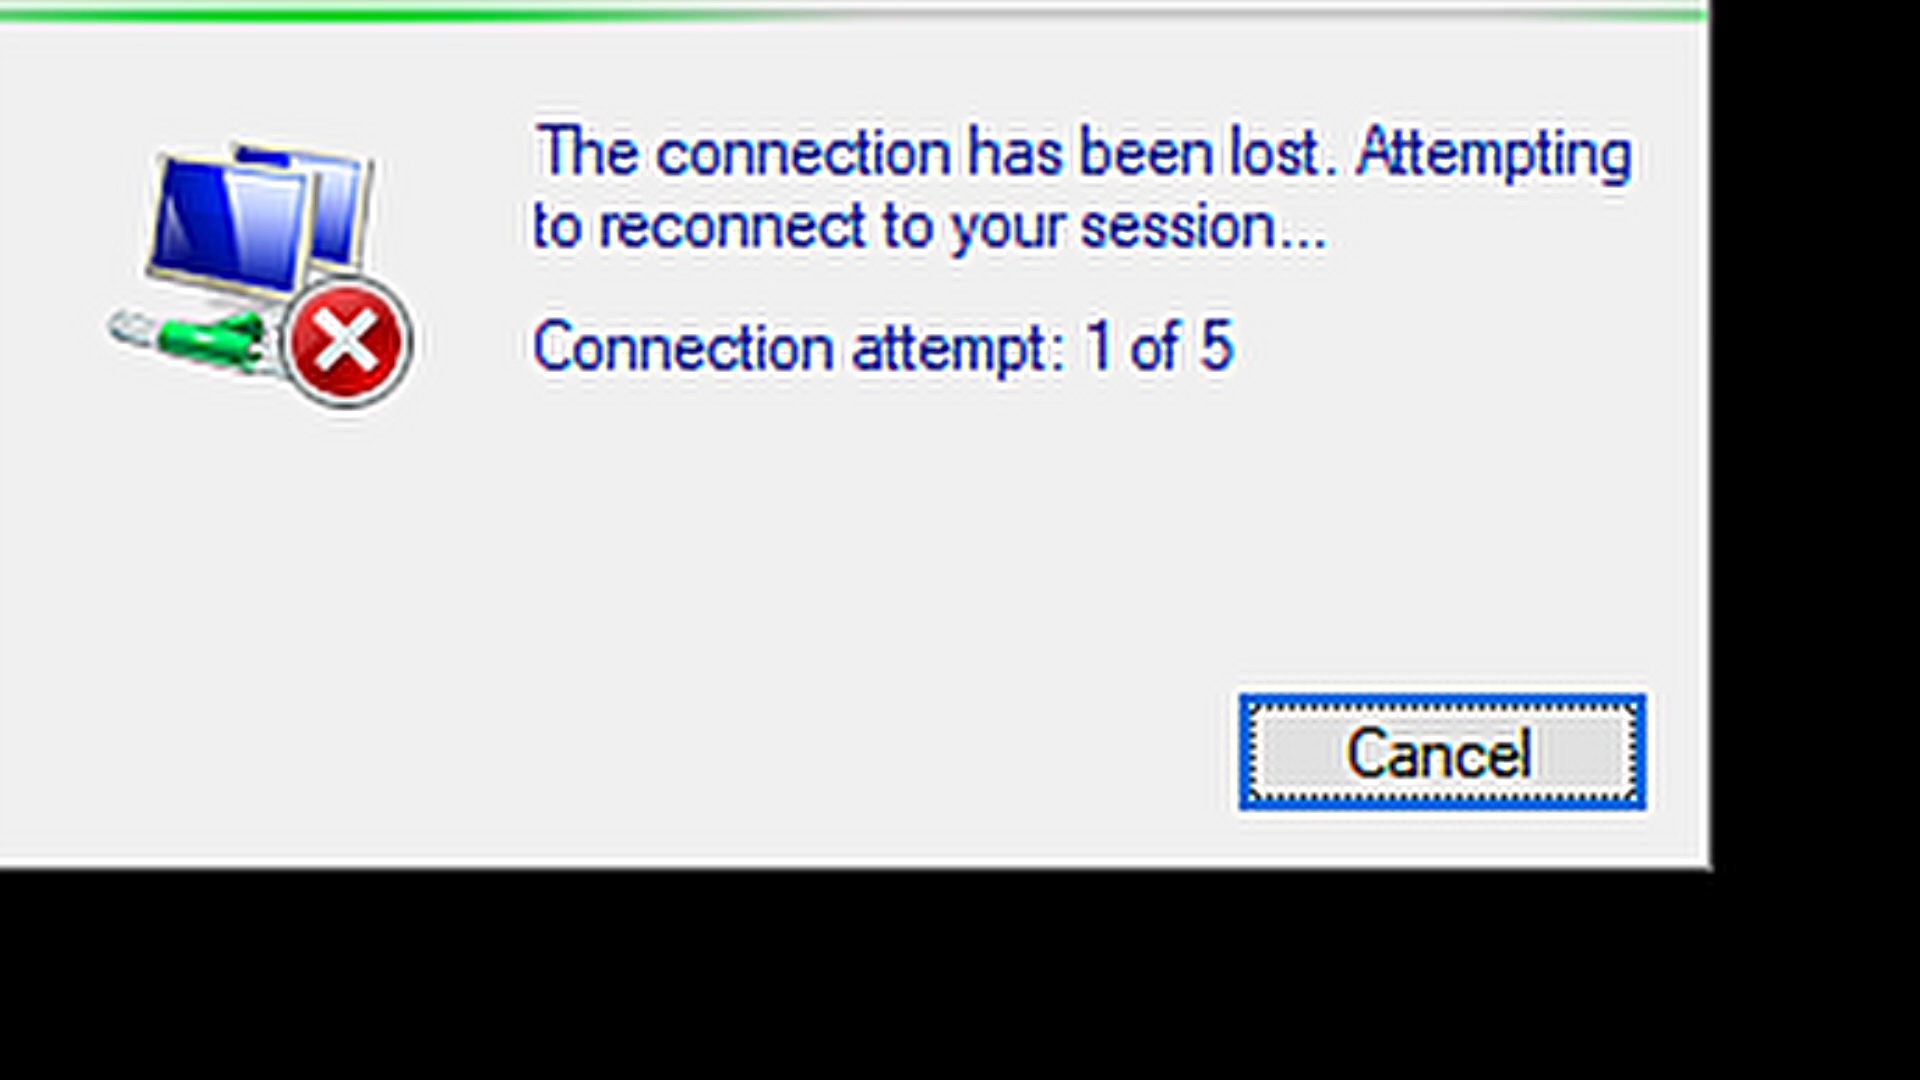 The connection has been lost. Attempting
to reconnect to your session...
Connection attempt: 1 of 5
Cancel